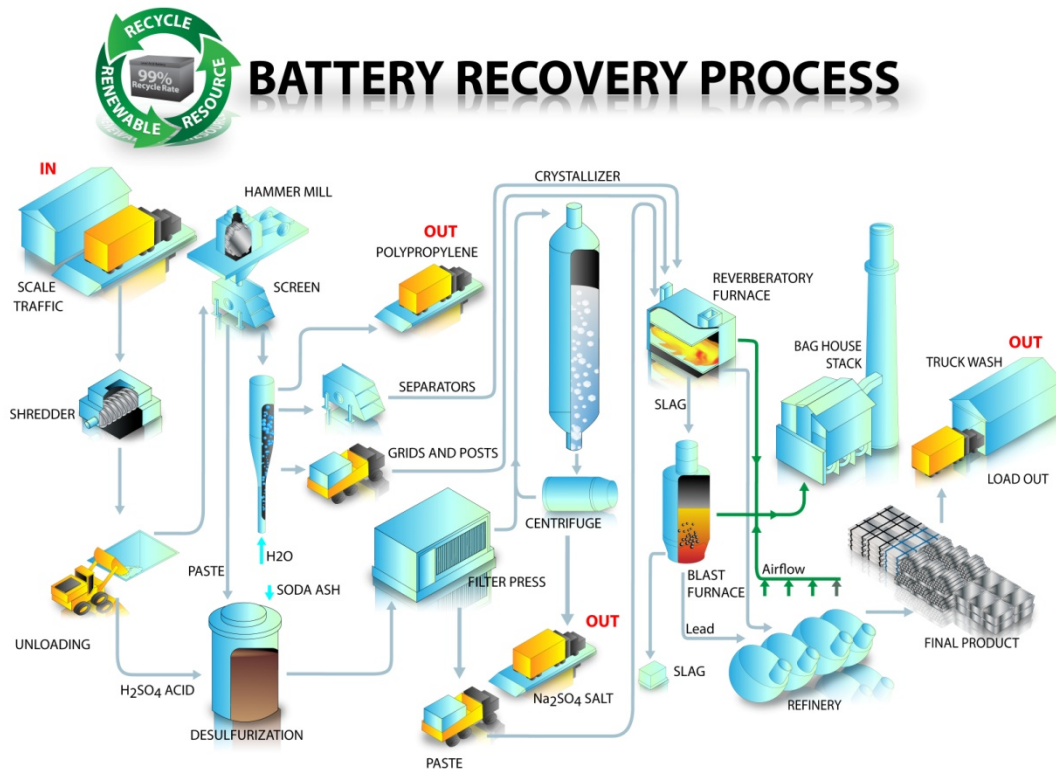 RECYCLE
RENEWABLE
RESOURCE
99%
Recycle Rate
BATTERY RECOVERY PROCESS
IN
SCALE
TRAFFIC
HAMMER MILL
SCREEN
OUT
POLYPROPYLENE
CRYSTALLIZER
REVERBERATORY
FURNACE
BAG HOUSE
STACK
OUT
TRUCK WASH
SHREDDER
SEPARATORS
SLAG
GRIDS AND POSTS
LOAD OUT
CENTRIFUGE
H2O
PASTE
SODA ASH
FILTER PRESS
BLAST
FURNACE
Airflow
UNLOADING
OUT
Lead
FINAL PRODUCT
H₂SO₄ ACID
Na₂SO₄ SALT
SLAG
REFINERY
DESULFURIZATION
PASTE